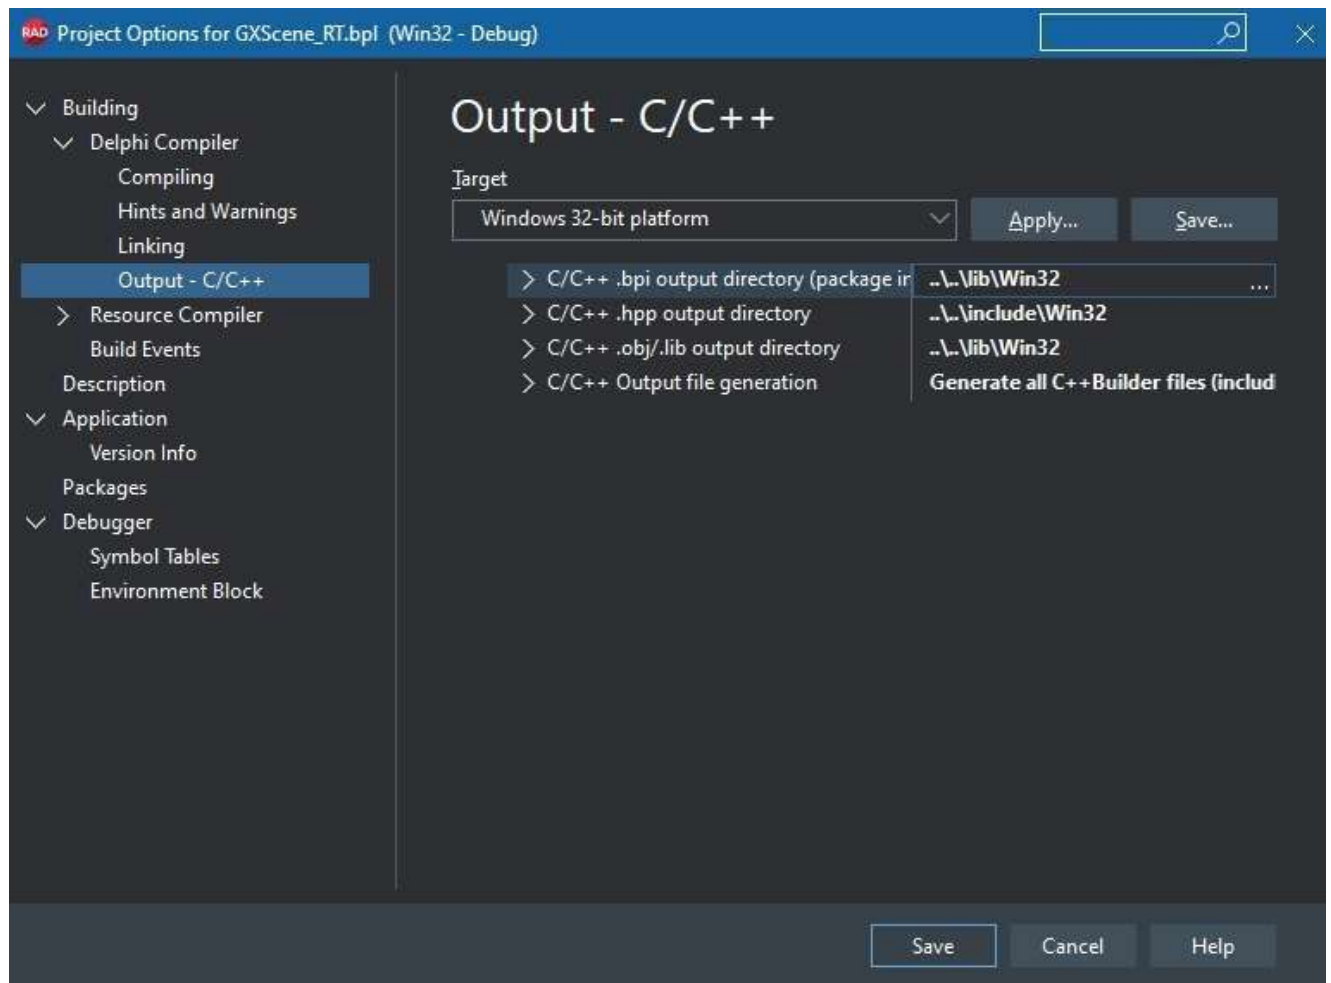 RAD Project Options for GXScene_RT.bpl (Win32 - Debug)
Building
Delphi Compiler
Compiling
Hints and Warnings
Linking
Output - C/C++
Resource Compiler
Build Events
Description
Application
Version Info
Packages
Debugger
Symbol Tables
Environment Block
Output - C/C++
Target
Windows 32-bit platform
Apply...
Save...
C/C++ .bpi output directory (package ir ..\..\lib\Win32 ...
C/C++ .hpp output directory ..\..\include\Win32
C/C++ .obj/.lib output directory ..\..\lib\Win32
C/C++ Output file generation Generate all C++Builder files (includ
Save
Cancel
Help